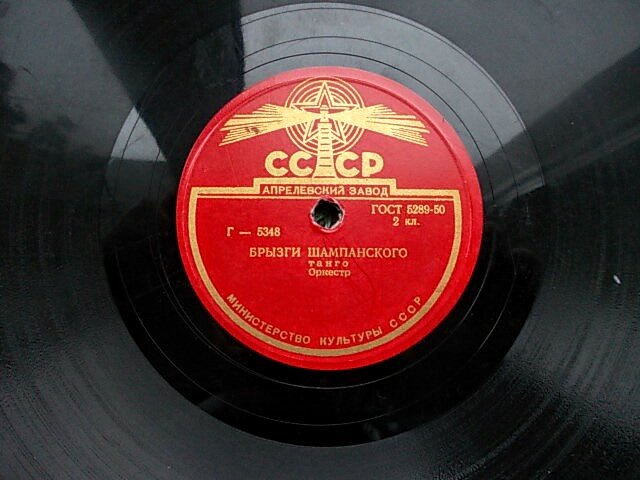 СССР
АПРЕЛЕВСКИЙ ЗАВОД
ГОСТ 5289-50
2 кл.
Г — 5348
БРЫЗГИ ШАМПАНСКОГО
танго
Оркестр
МИНИСТЕРСТВО КУЛЬТУРЫ СССР